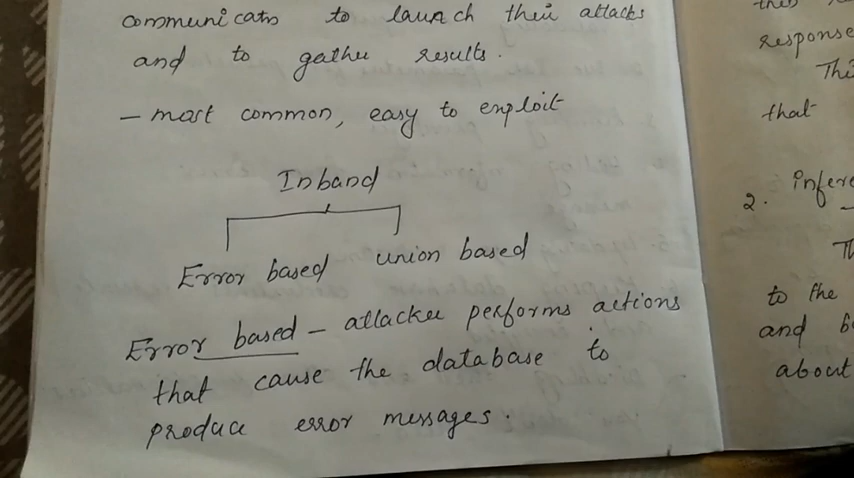 communicatn to launch their attacks
and to gather results.
– most common, easy to exploit
Inband
Error based union based
Error based – attacker performs actions
that cause the database to
produce error messages.
response
that
2.
to the
and
about